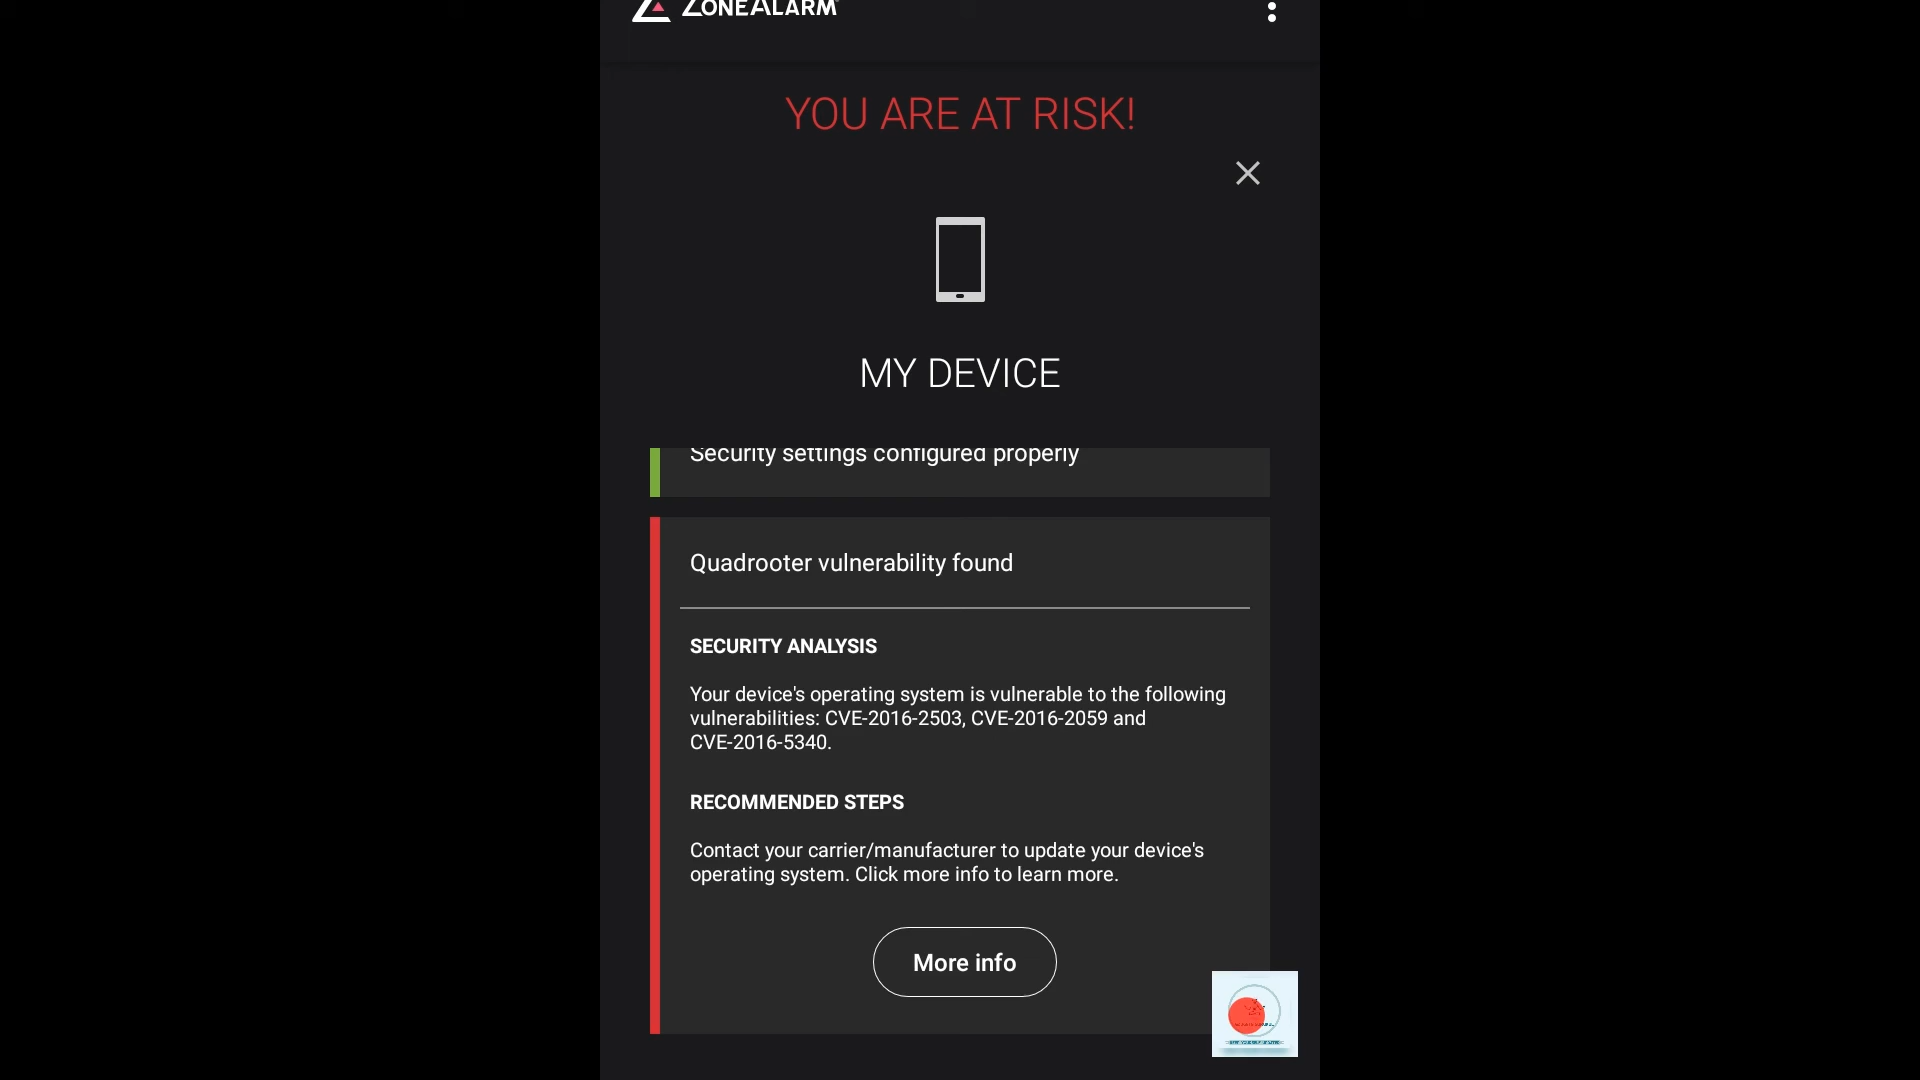 ZONEALARM
YOU ARE AT RISK!
MY DEVICE
Security settings configured properly
Quadrooter vulnerability found
SECURITY ANALYSIS
Your device's operating system is vulnerable to the following
vulnerabilities: CVE-2016-2503, CVE-2016-2059 and
CVE-2016-5340.
RECOMMENDED STEPS
Contact your carrier/manufacturer to update your device's
operating system. Click more info to learn more.
More info